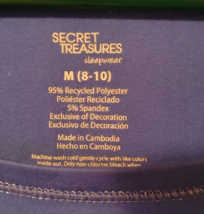 SECRET
TREASURES
sleepwear
M (8-10)
95% Recycled Polyester
Poliéster Reciclado
5% Spandex
Exclusive of Decoration
Exclusivo de Decoración
Made in Cambodia
Hecho en Camboya
Machine wash cold gentle cycle with like colors
inside out. Only non-chlorine bleach when